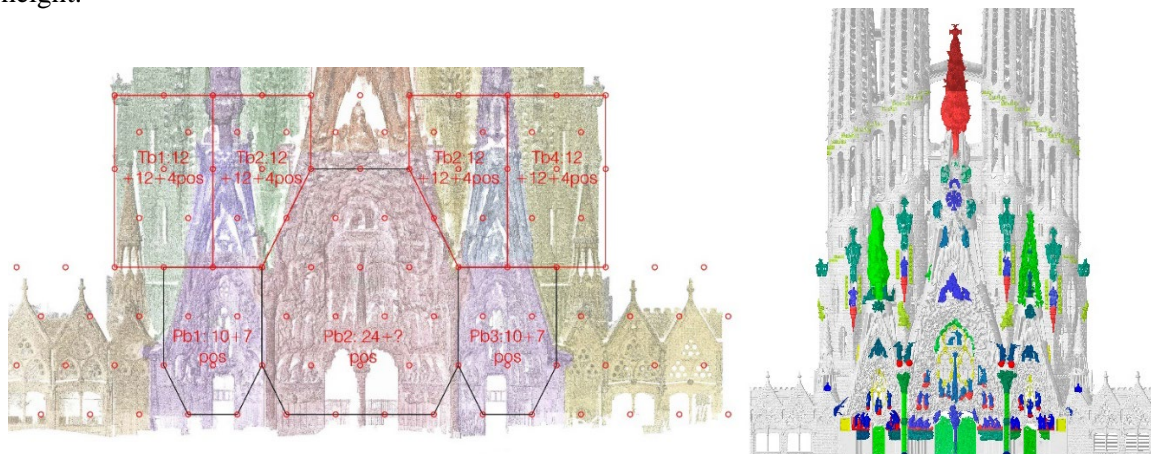 height.
Tb1:12
+12+4pos
Tb2:12
+12+4pos
Tb2:12
+12+4pos
Tb4:12
+12+4pos
Pb1: 10+7
pos
Pb2: 24+?
pos
Pb3:10+7
pos